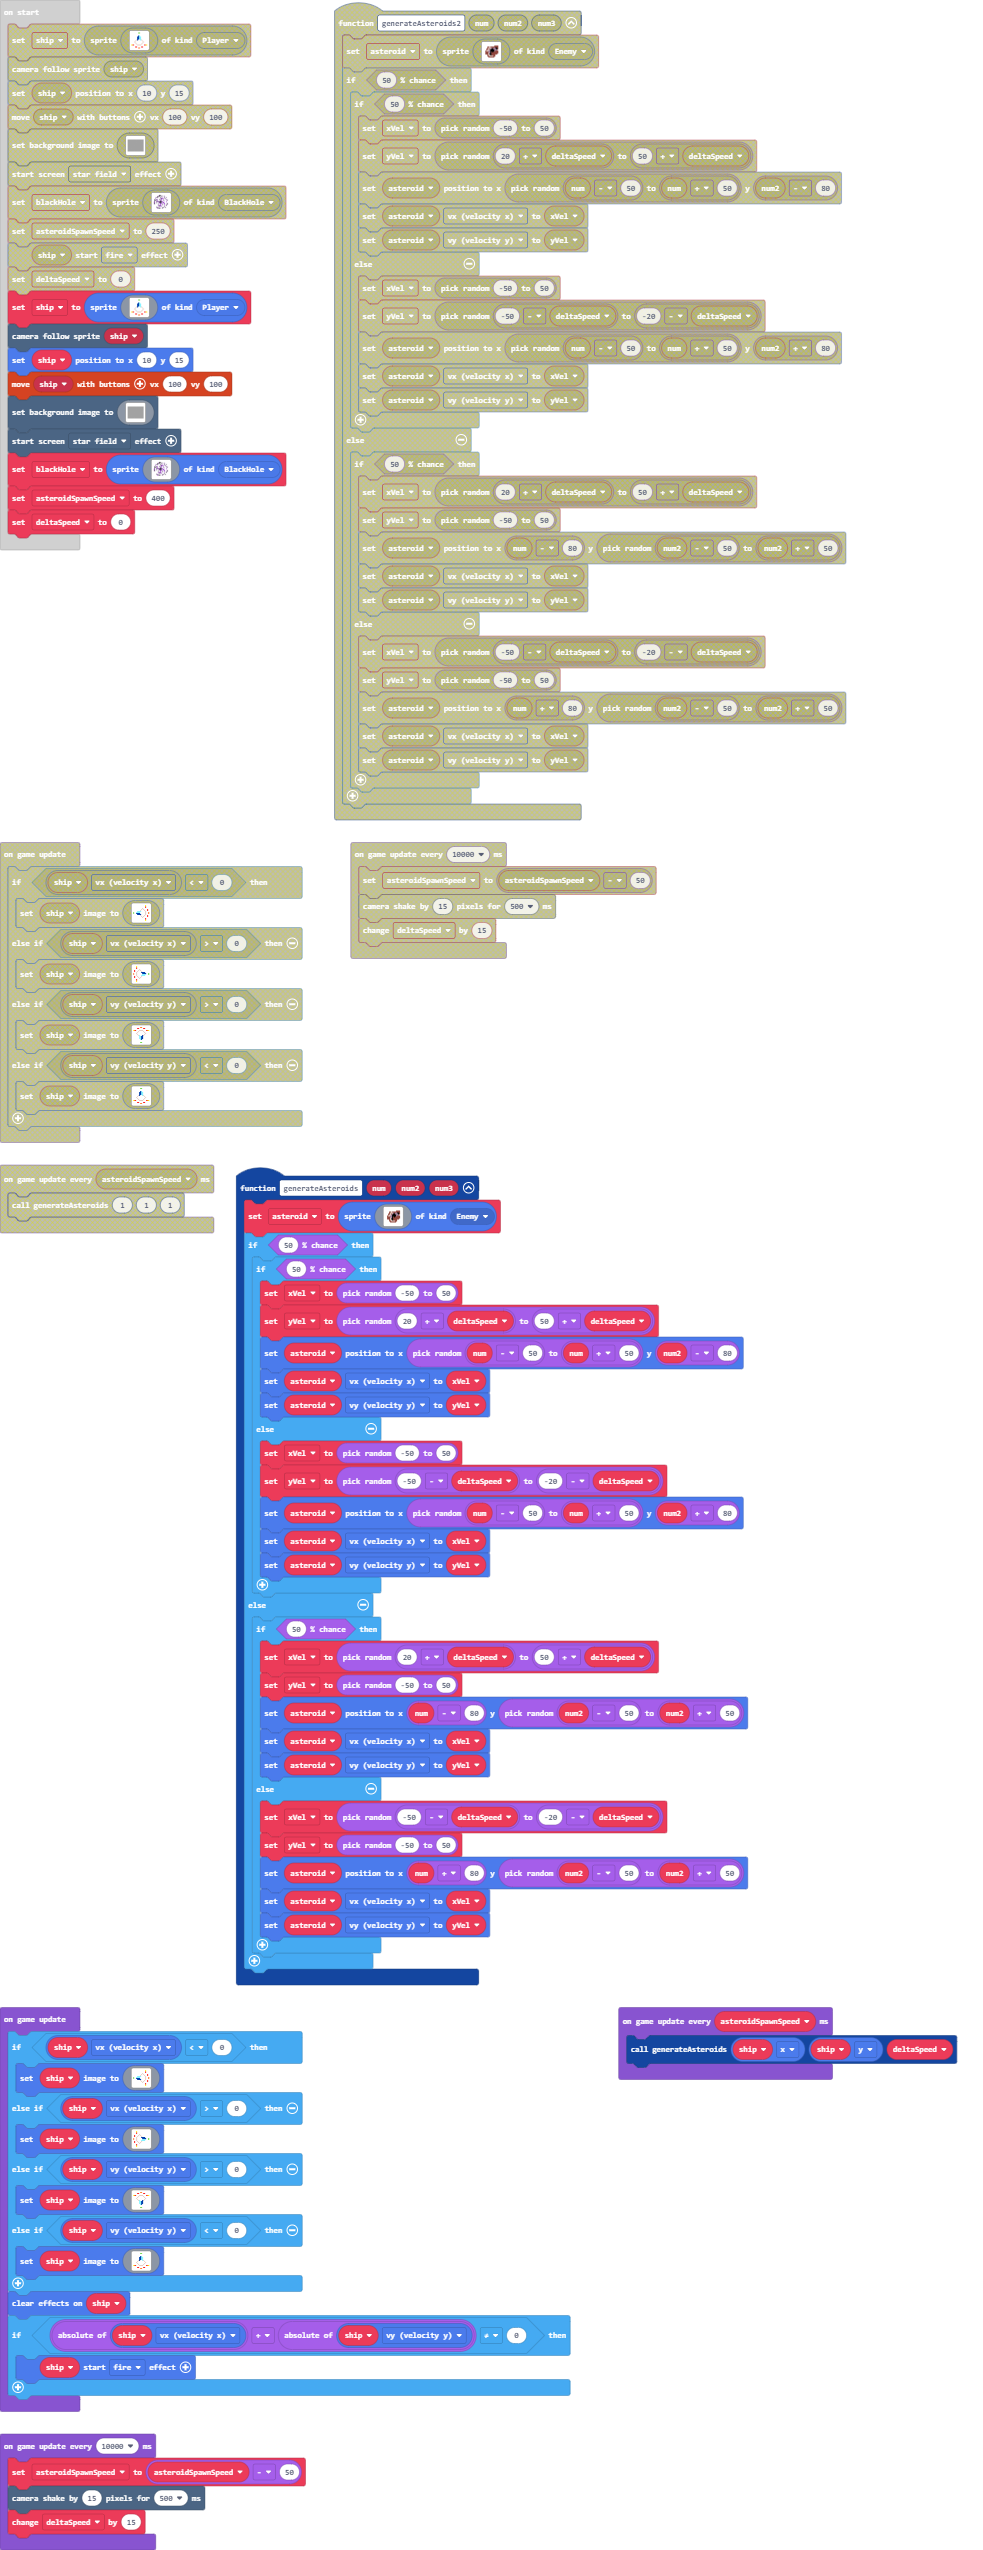 on start
set ship to sprite of kind Player
camera follow sprite ship
set ship position to x 10 y 15
move ship with buttons vx 100 vy 100
set background image to
start screen star field effect
set blackHole to sprite of kind BlackHole
set asteroidSpawnSpeed to 250
ship start fire effect
set deltaSpeed to 0
set ship to sprite of kind Player
camera follow sprite ship
set ship position to x 10 y 15
move ship with buttons vx 100 vy 100
set background image to
start screen star field effect
set blackHole to sprite of kind BlackHole
set asteroidSpawnSpeed to 400
set deltaSpeed to 0
function generateAsteroids2 num num2 num3
set asteroid to sprite of kind Enemy
if 50 % chance then
if 50 % chance then
set xVel to pick random -50 to 50
set yVel to pick random 20 + deltaSpeed to 50 + deltaSpeed
set asteroid position to x pick random num - 50 to num + 50 y num2 - 80
set asteroid vx (velocity x) to xVel
set asteroid vy (velocity y) to yVel
else
set xVel to pick random -50 to 50
set yVel to pick random -50 - deltaSpeed to -20 - deltaSpeed
set asteroid position to x pick random num - 50 to num + 50 y num2 + 80
set asteroid vx (velocity x) to xVel
set asteroid vy (velocity y) to yVel
else
if 50 % chance then
set xVel to pick random 20 + deltaSpeed to 50 + deltaSpeed
set yVel to pick random -50 to 50
set asteroid position to x num - 80 y pick random num2 - 50 to num2 + 50
set asteroid vx (velocity x) to xVel
set asteroid vy (velocity y) to yVel
else
set xVel to pick random -50 - deltaSpeed to -20 - deltaSpeed
set yVel to pick random -50 to 50
set asteroid position to x num + 80 y pick random num2 - 50 to num2 + 50
set asteroid vx (velocity x) to xVel
set asteroid vy (velocity y) to yVel
on game update
if ship vx (velocity x) < 0 then
set ship image to
else if ship vx (velocity x) > 0 then
set ship image to
else if ship vy (velocity y) > 0 then
set ship image to
else if ship vy (velocity y) < 0 then
set ship image to
on game update every 10000 ms
set asteroidSpawnSpeed to asteroidSpawnSpeed - 50
camera shake by 15 pixels for 500 ms
change deltaSpeed by 15
on game update every asteroidSpawnSpeed ms
call generateAsteroids 1 1 1
function generateAsteroids num num2 num3
set asteroid to sprite of kind Enemy
if 50 % chance then
if 50 % chance then
set xVel to pick random -50 to 50
set yVel to pick random 20 + deltaSpeed to 50 + deltaSpeed
set asteroid position to x pick random num - 50 to num + 50 y num2 - 80
set asteroid vx (velocity x) to xVel
set asteroid vy (velocity y) to yVel
else
set xVel to pick random -50 to 50
set yVel to pick random -50 - deltaSpeed to -20 - deltaSpeed
set asteroid position to x pick random num - 50 to num + 50 y num2 + 80
set asteroid vx (velocity x) to xVel
set asteroid vy (velocity y) to yVel
else
if 50 % chance then
set xVel to pick random 20 + deltaSpeed to 50 + deltaSpeed
set yVel to pick random -50 to 50
set asteroid position to x num - 80 y pick random num2 - 50 to num2 + 50
set asteroid vx (velocity x) to xVel
set asteroid vy (velocity y) to yVel
else
set xVel to pick random -50 - deltaSpeed to -20 - deltaSpeed
set yVel to pick random -50 to 50
set asteroid position to x num + 80 y pick random num2 - 50 to num2 + 50
set asteroid vx (velocity x) to xVel
set asteroid vy (velocity y) to yVel
on game update
if ship vx (velocity x) < 0 then
set ship image to
else if ship vx (velocity x) > 0 then
set ship image to
else if ship vy (velocity y) > 0 then
set ship image to
else if ship vy (velocity y) < 0 then
set ship image to
clear effects on ship
if absolute of ship vx (velocity x) + absolute of ship vy (velocity y) ≠ 0 then
ship start fire effect
on game update every asteroidSpawnSpeed ms
call generateAsteroids ship x ship y deltaSpeed
on game update every 10000 ms
set asteroidSpawnSpeed to asteroidSpawnSpeed - 50
camera shake by 15 pixels for 500 ms
change deltaSpeed by 15